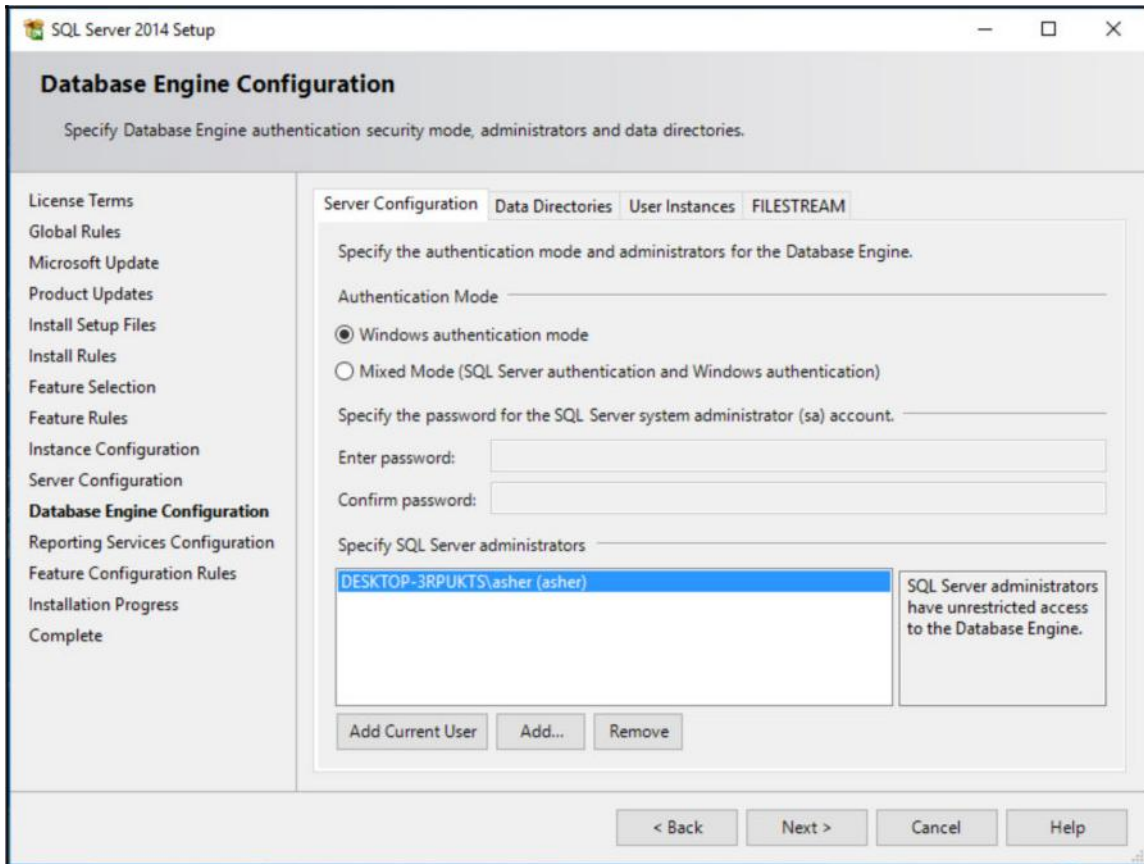 SQL Server 2014 Setup
Database Engine Configuration
Specify Database Engine authentication security mode, administrators and data directories.
License Terms
Global Rules
Microsoft Update
Product Updates
Install Setup Files
Install Rules
Feature Selection
Feature Rules
Instance Configuration
Server Configuration
Database Engine Configuration
Reporting Services Configuration
Feature Configuration Rules
Installation Progress
Complete
Server Configuration Data Directories User Instances FILESTREAM
Specify the authentication mode and administrators for the Database Engine.
Authentication Mode
Windows authentication mode
Mixed Mode (SQL Server authentication and Windows authentication)
Specify the password for the SQL Server system administrator (sa) account.
Enter password:
Confirm password:
Specify SQL Server administrators
DESKTOP-3RPUKTS\asher (asher)
SQL Server administrators
have unrestricted access
to the Database Engine.
Add Current User Add... Remove
< Back Next > Cancel Help